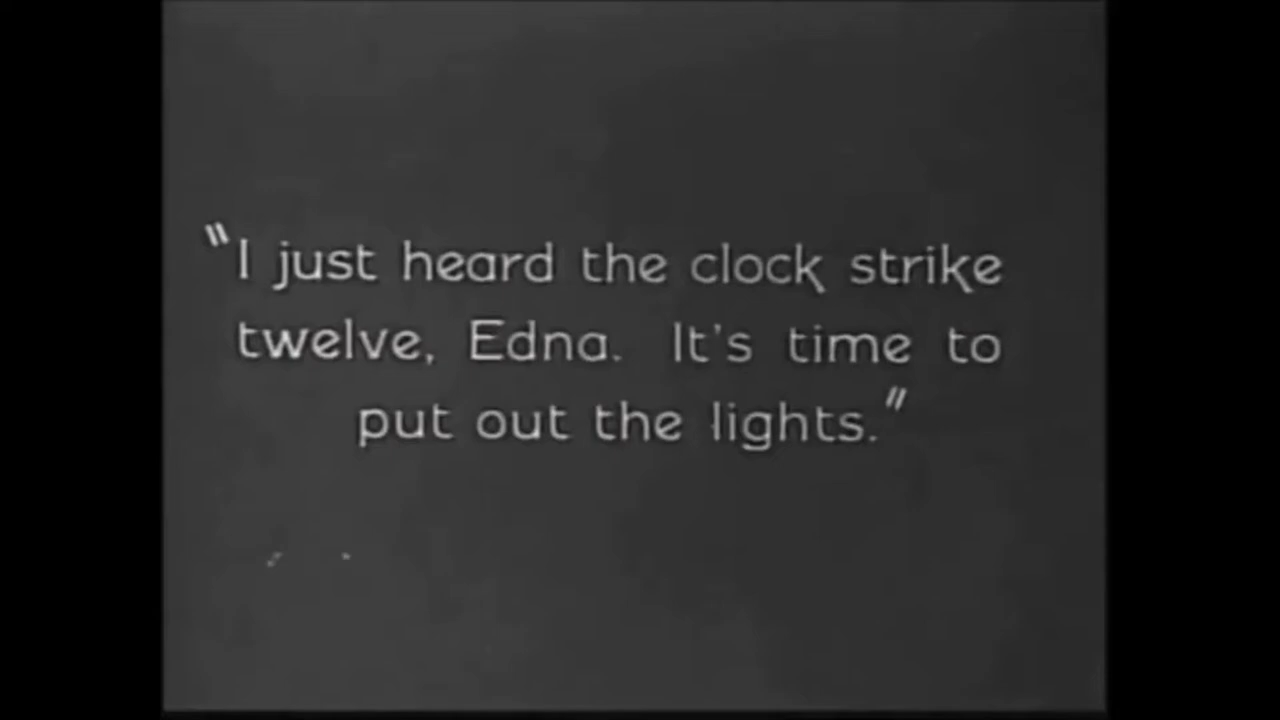 "I just heard the clock strike
twelve, Edna. It's time to
put out the lights."